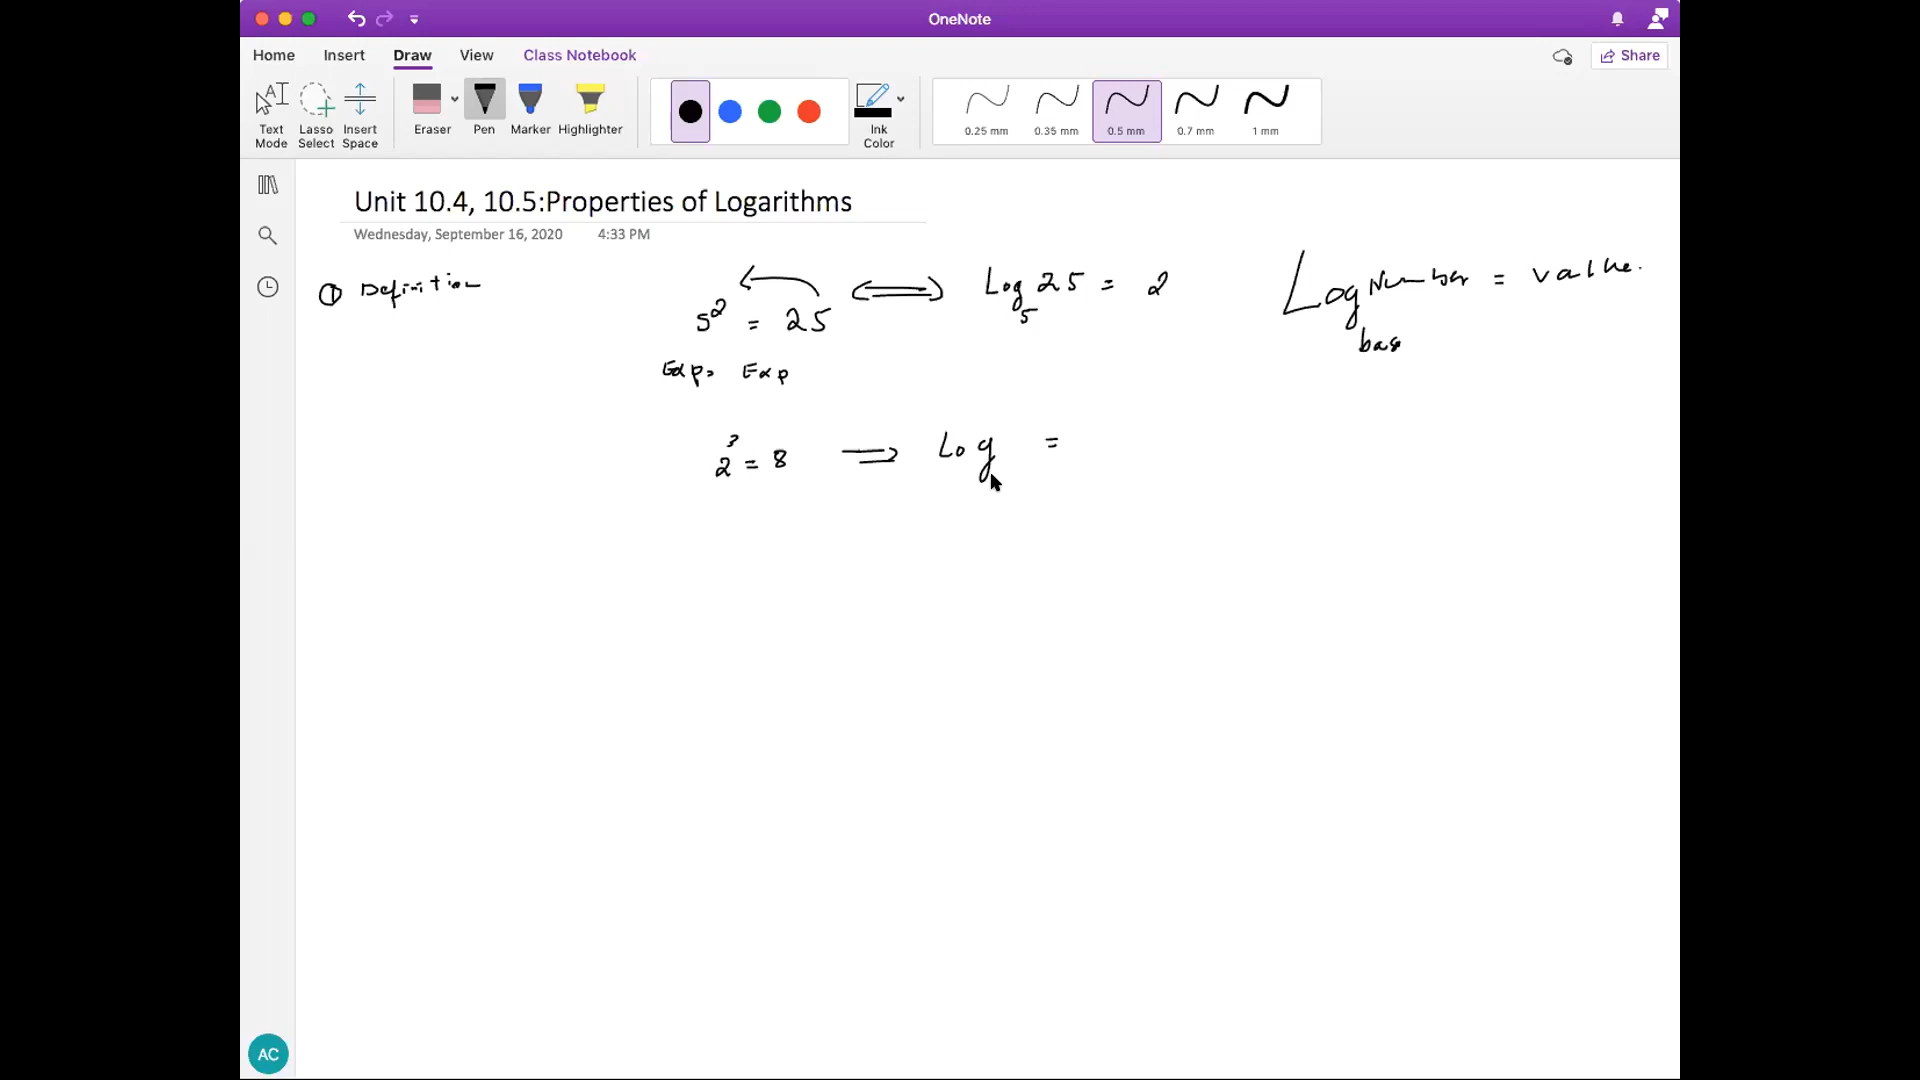 OneNote
Home Insert Draw View Class Notebook Share
Text Mode Lasso Select Insert Space Eraser Pen Marker Highlighter Ink Color 0.25 mm 0.35 mm 0.5 mm 0.7 mm 1 mm
Unit 10.4, 10.5:Properties of Logarithms
Wednesday, September 16, 2020 4:33 PM
① Definition 5² = 25 ⟺ Log₅ 25 = 2 Log base Number = value.
Exp. Exp
2³ = 8 ⟹ Log =
AC